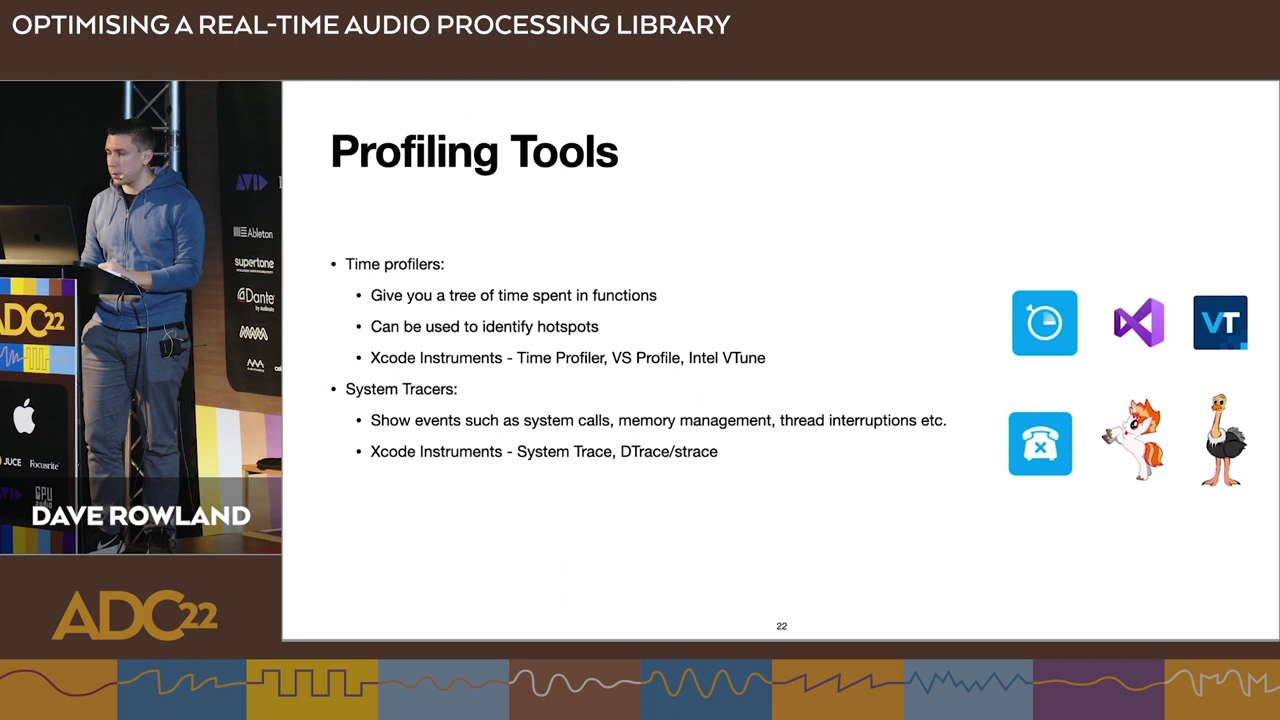 OPTIMISING A REAL-TIME AUDIO PROCESSING LIBRARY
Profiling Tools
• Time profilers:
• Give you a tree of time spent in functions
• Can be used to identify hotspots
• Xcode Instruments - Time Profiler, VS Profile, Intel VTune
• System Tracers:
• Show events such as system calls, memory management, thread interruptions etc.
• Xcode Instruments - System Trace, DTrace/strace
VT
22
AVID
Ableton
supertone
Dante
ADC22
JUCE Focusrite
GPU
DAVE ROWLAND
ADC22